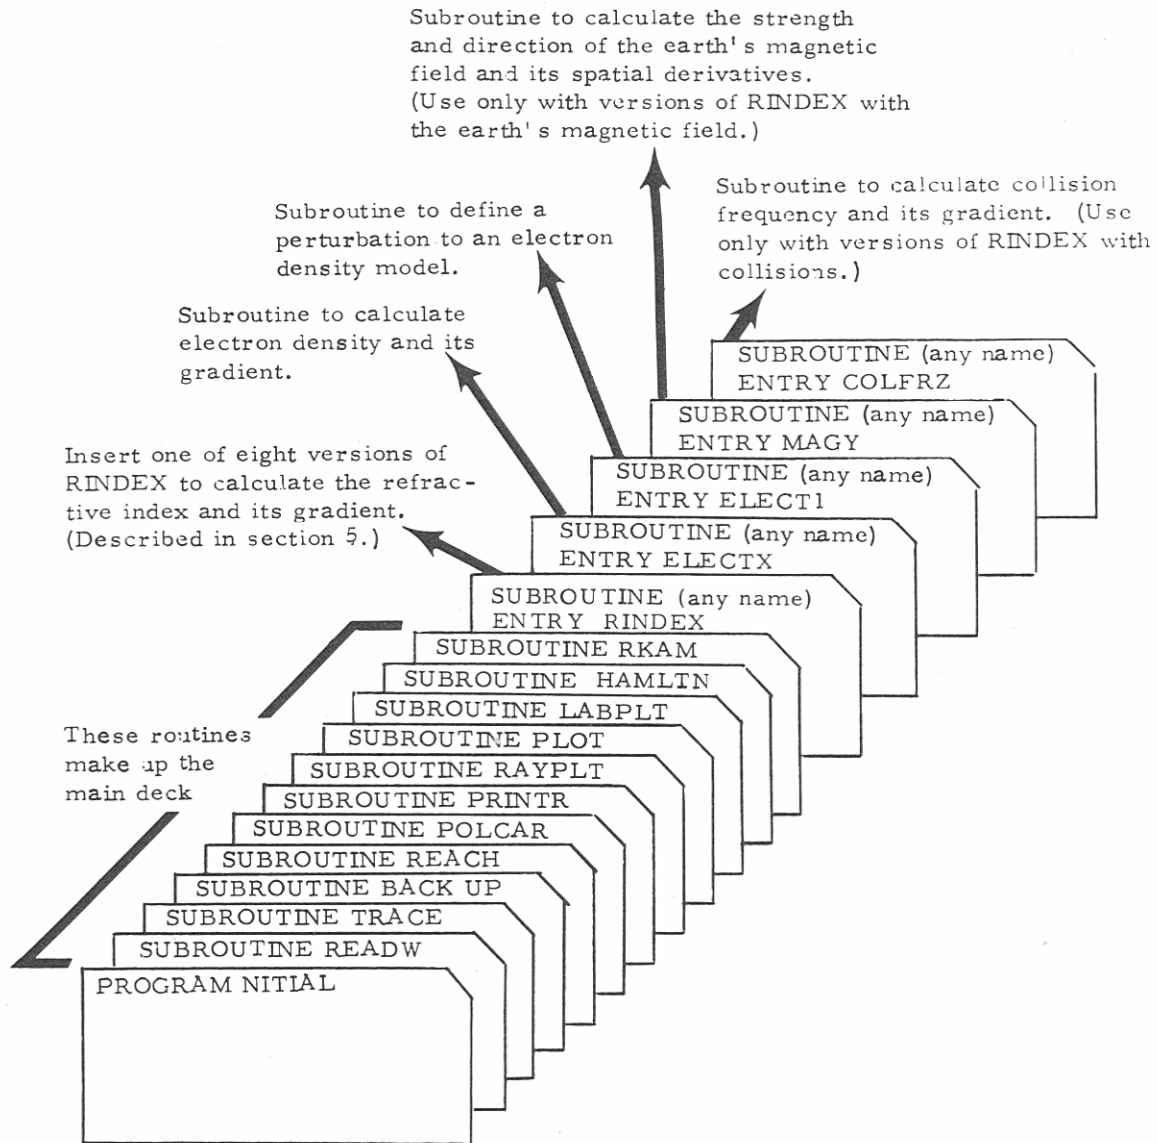 Subroutine to calculate the strength
and direction of the earth's magnetic
field and its spatial derivatives.
(Use only with versions of RINDEX with
the earth's magnetic field.)
Subroutine to calculate collision
frequency and its gradient. (Use
only with versions of RINDEX with
collisions.)
Subroutine to define a
perturbation to an electron
density model.
Subroutine to calculate
electron density and its
gradient.
Insert one of eight versions of
RINDEX to calculate the refrac-
tive index and its gradient.
(Described in section 5.)
SUBROUTINE (any name)
ENTRY COLFRZ
SUBROUTINE (any name)
ENTRY MAGY
SUBROUTINE (any name)
ENTRY ELECT1
SUBROUTINE (any name)
ENTRY ELECTX
SUBROUTINE (any name)
ENTRY RINDEX
SUBROUTINE RKAM
SUBROUTINE HAMLTN
SUBROUTINE LABPLT
SUBROUTINE PLOT
SUBROUTINE RAYPLT
SUBROUTINE PRINTR
SUBROUTINE POLCAR
SUBROUTINE REACH
SUBROUTINE BACK UP
SUBROUTINE TRACE
SUBROUTINE READW
PROGRAM NITIAL
These routines
make up the
main deck